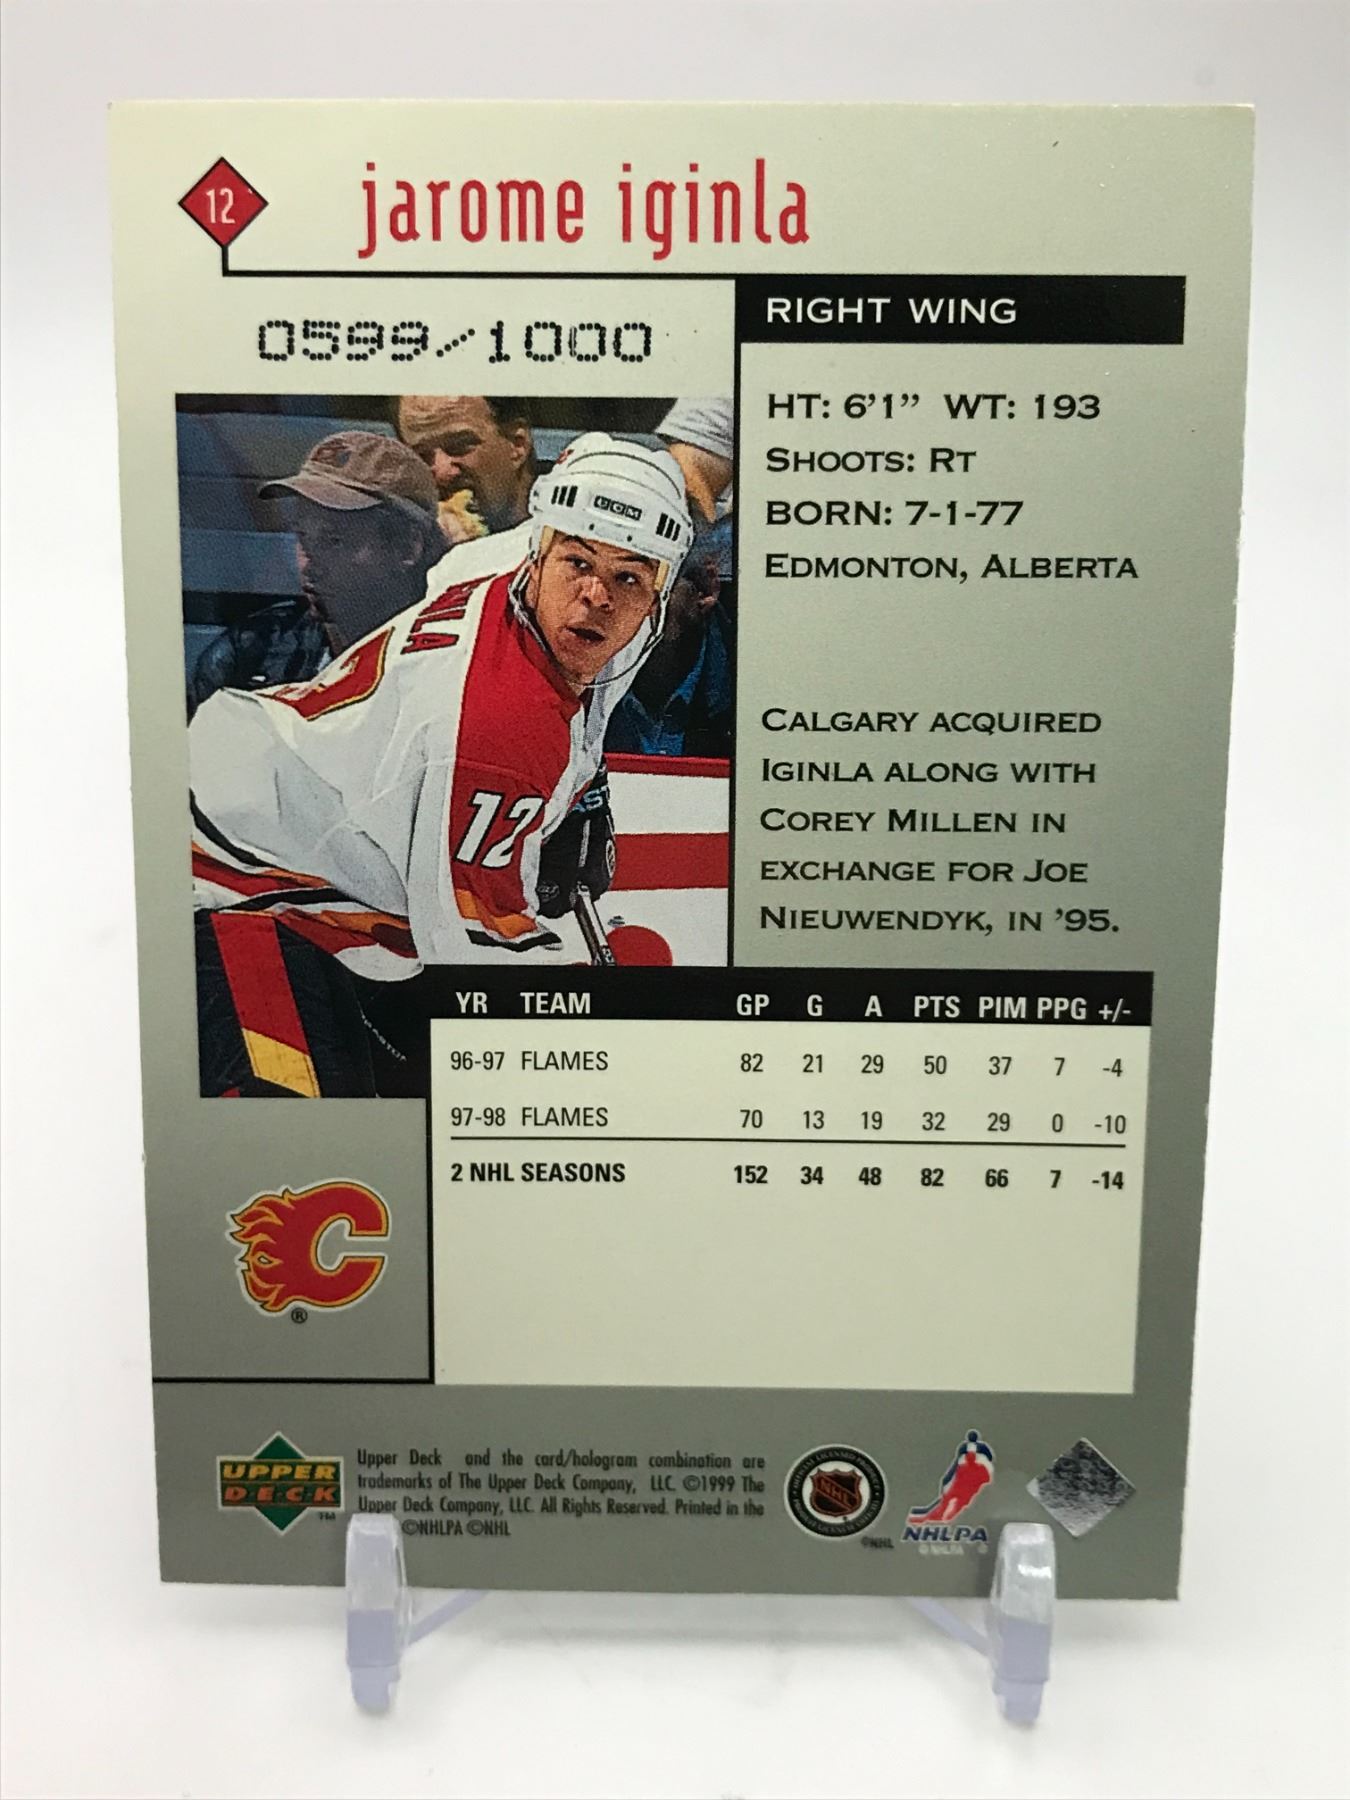 12
jarome iginla
0599/1000
RIGHT WING
HT: 6'1" WT: 193
SHOOTS: RT
BORN: 7-1-77
EDMONTON, ALBERTA
CCM
12
CALGARY ACQUIRED
IGINLA ALONG WITH
COREY MILLEN IN
EXCHANGE FOR JOE
NIEUWENDYK, IN '95.
YR TEAM GP G A PTS PIM PPG +/-
96-97 FLAMES 82 21 29 50 37 7 -4
97-98 FLAMES 70 13 19 32 29 0 -10
2 NHL SEASONS 152 34 48 82 66 7 -14
C
®
UPPER
DECK
TM
Upper Deck and the card/hologram combination are
trademarks of The Upper Deck Company, LLC ©1999 The
Upper Deck Company, LLC. All Rights Reserved. Printed in the
©NHLPA ©NHL
NHL
©NHL
NHLPA
© NHLPA